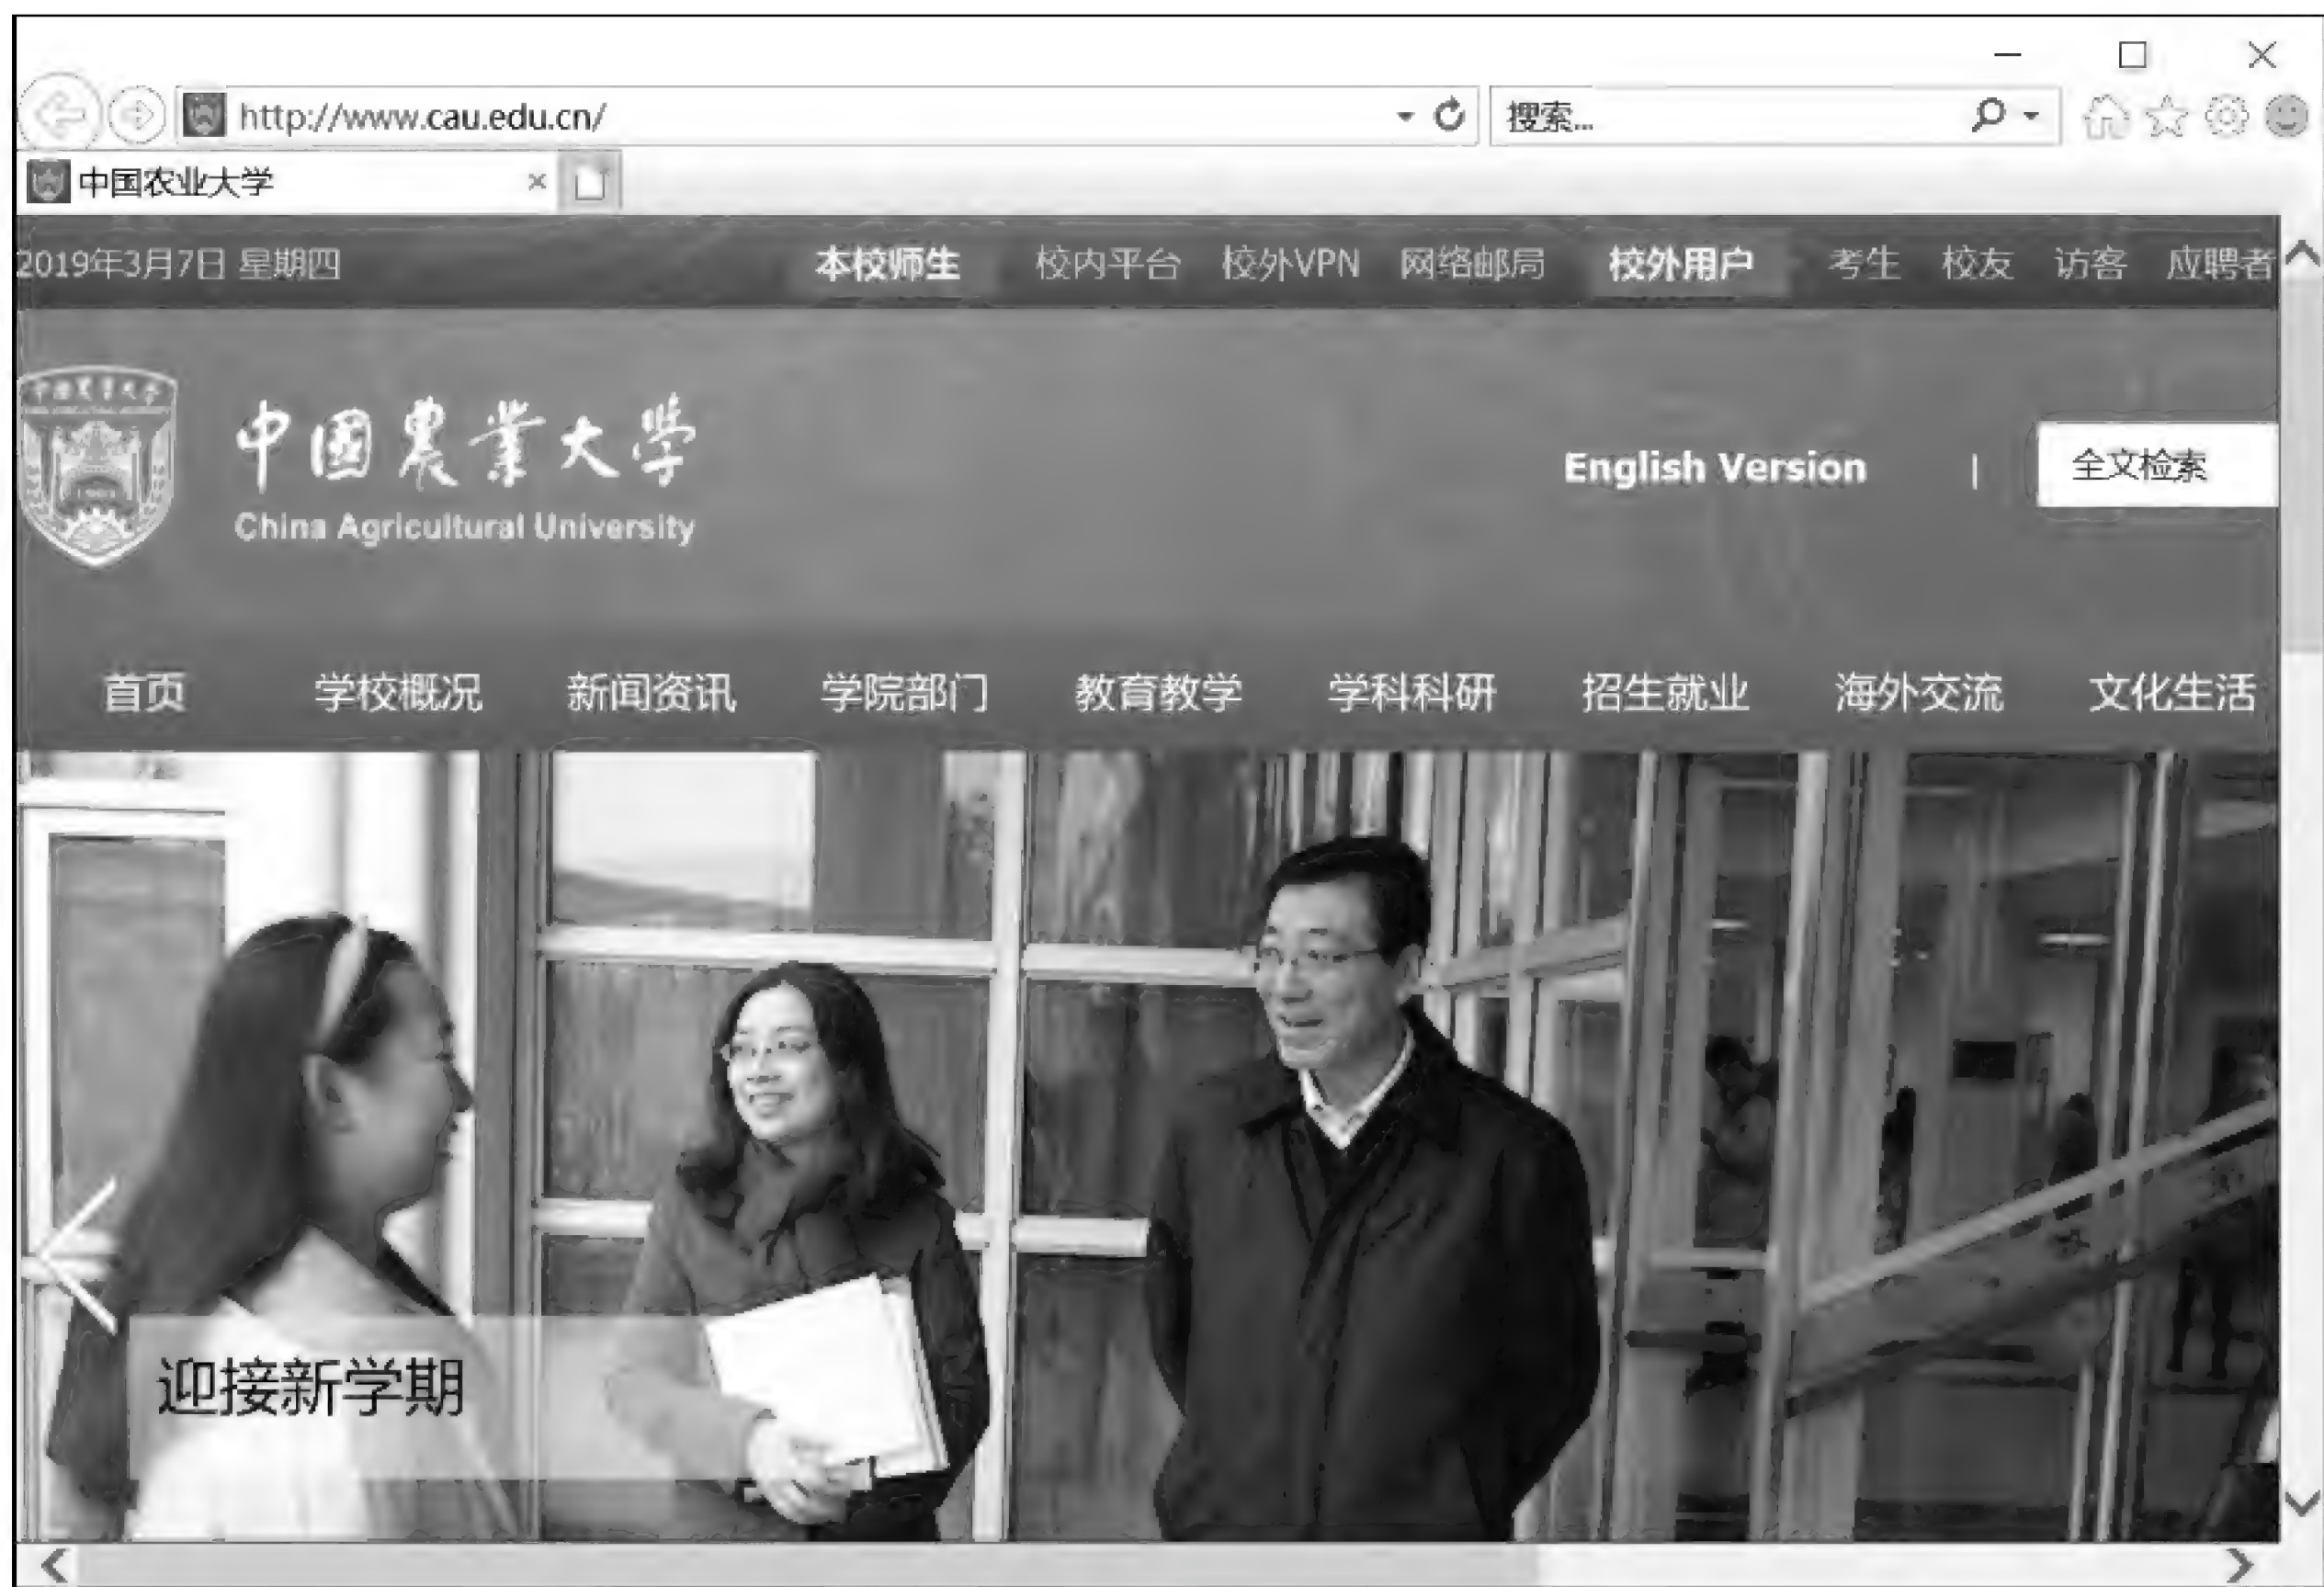 http://www.cau.edu.cn/ 搜索...
中国农业大学
2019年3月7日 星期四 本校师生 校内平台 校外VPN 网络邮局 校外用户 考生 校友 访客 应聘者
中國農業大學
China Agricultural University
English Version | 全文检索
首页 学校概况 新闻资讯 学院部门 教育教学 学科科研 招生就业 海外交流 文化生活
迎接新学期